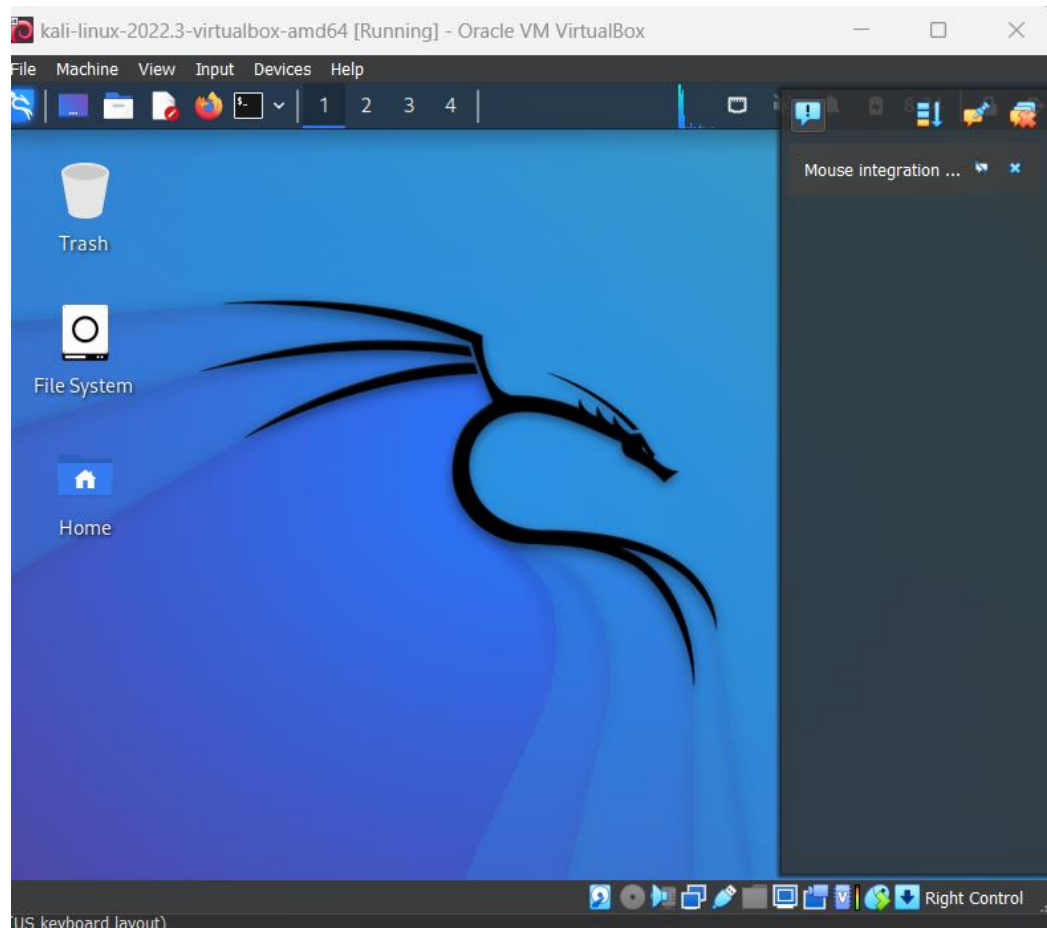 kali-linux-2022.3-virtualbox-amd64 [Running] - Oracle VM VirtualBox
File Machine View Input Devices Help
1 2 3 4
Mouse integration ...
Trash
File System
Home
Right Control
(US keyboard layout)